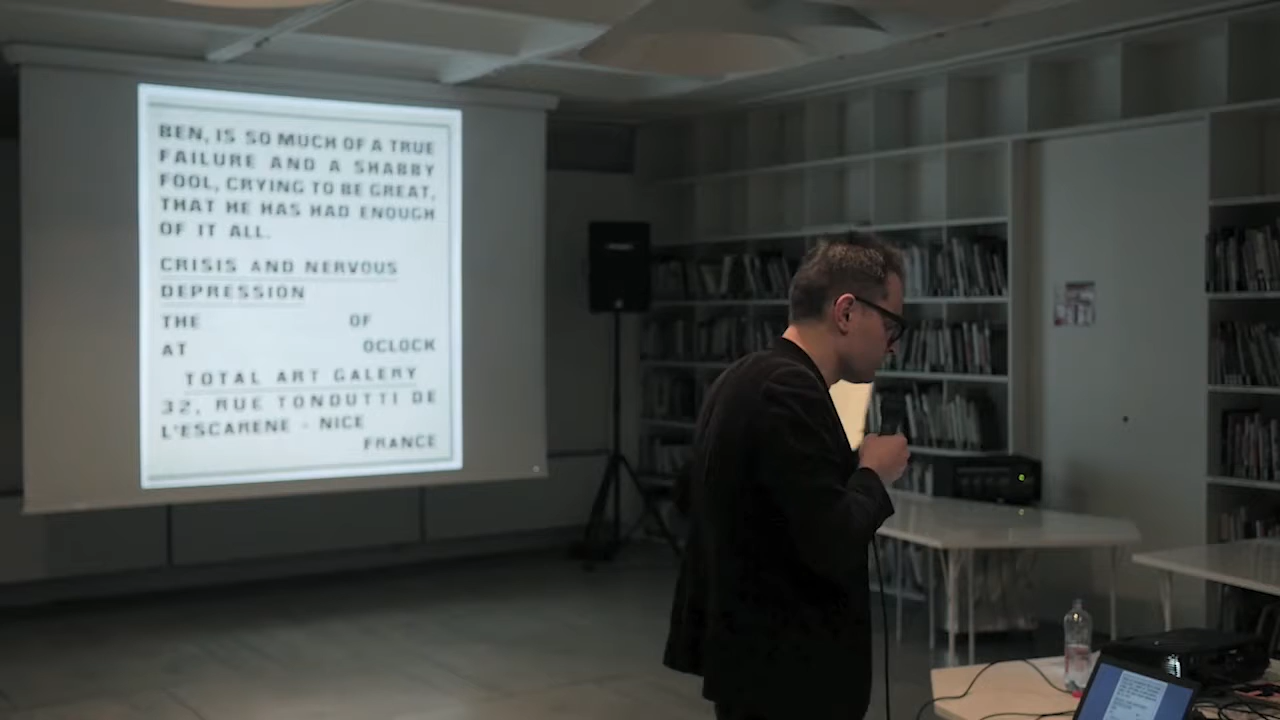 BEN, IS SO MUCH OF A TRUE
FAILURE AND A SHABBY
FOOL, CRYING TO BE GREAT,
THAT HE HAS HAD ENOUGH
OF IT ALL.
CRISIS AND NERVOUS
DEPRESSION
THE OF
AT OCLOCK
TOTAL ART GALERY
32, RUE TONDUTTI DE
L'ESCARENE - NICE
FRANCE